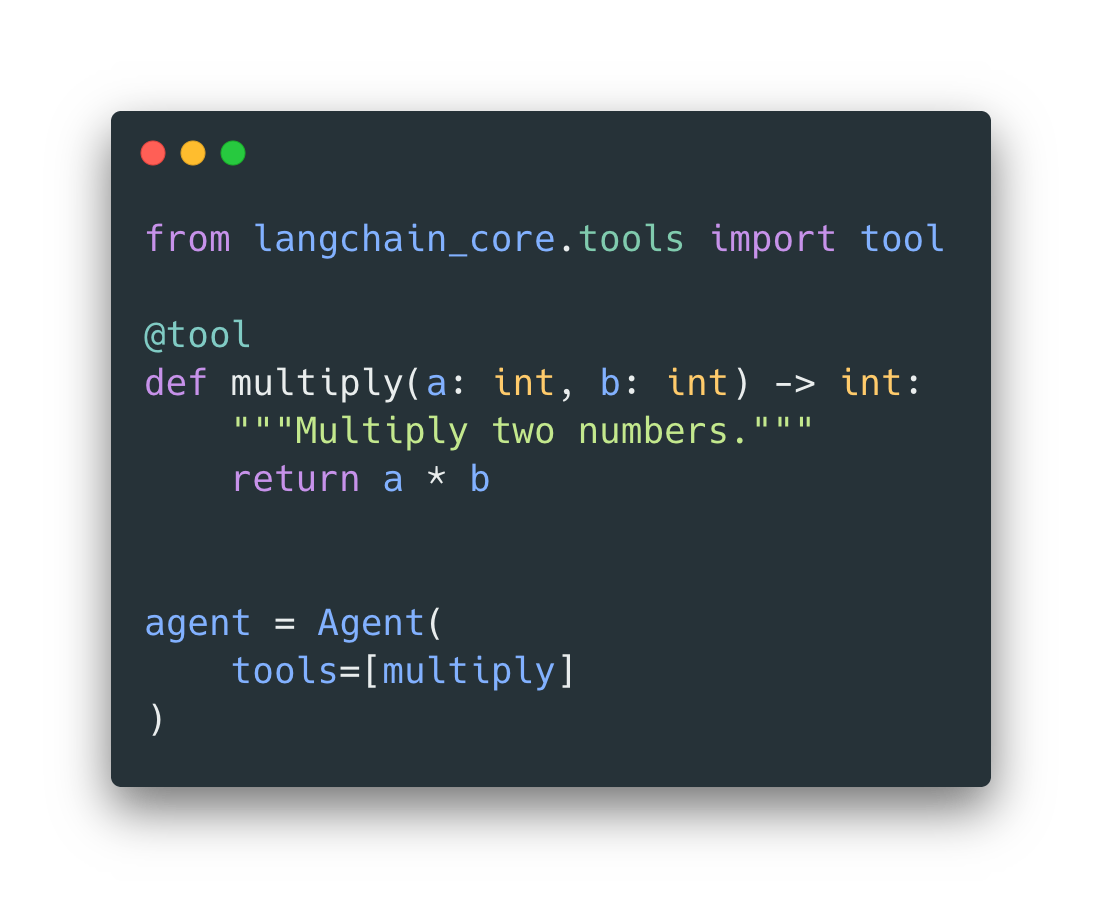 from langchain_core.tools import tool

@tool
def multiply(a: int, b: int) -> int:
    """Multiply two numbers."""
    return a * b


agent = Agent(
    tools=[multiply]
)